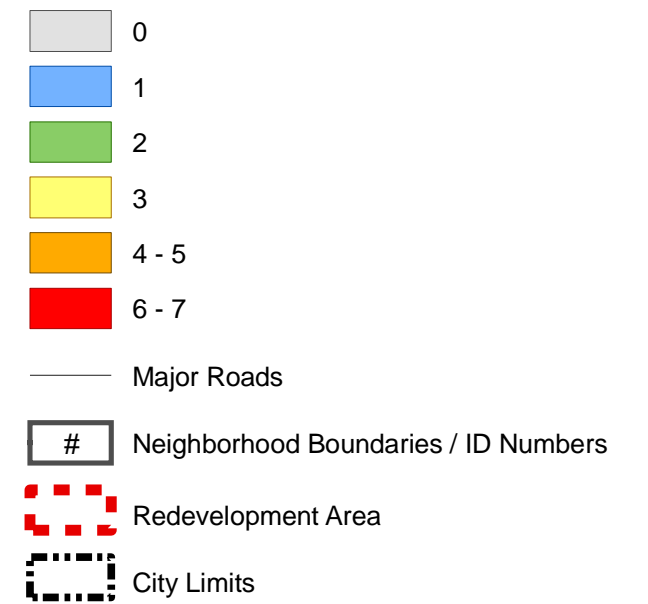 0
1
2
3
4 - 5
6 - 7
Major Roads
# Neighborhood Boundaries / ID Numbers
Redevelopment Area
City Limits